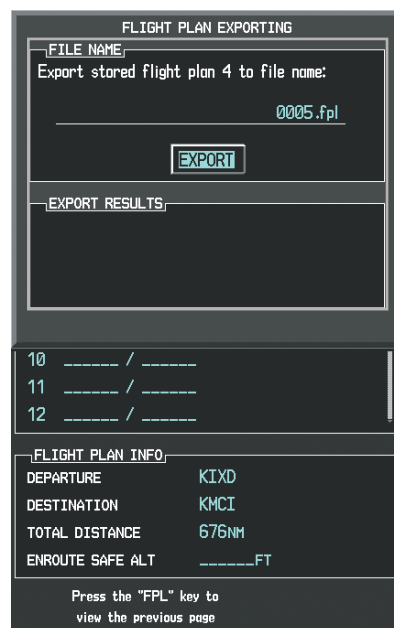 FLIGHT PLAN EXPORTING
FILE NAME
Export stored flight plan 4 to file name:
0005.fpl
EXPORT
EXPORT RESULTS
10 ______ / ______
11 ______ / ______
12 ______ / ______
FLIGHT PLAN INFO
DEPARTURE KIXD
DESTINATION KMCI
TOTAL DISTANCE 676NM
ENROUTE SAFE ALT ______FT
Press the "FPL" key to
view the previous page